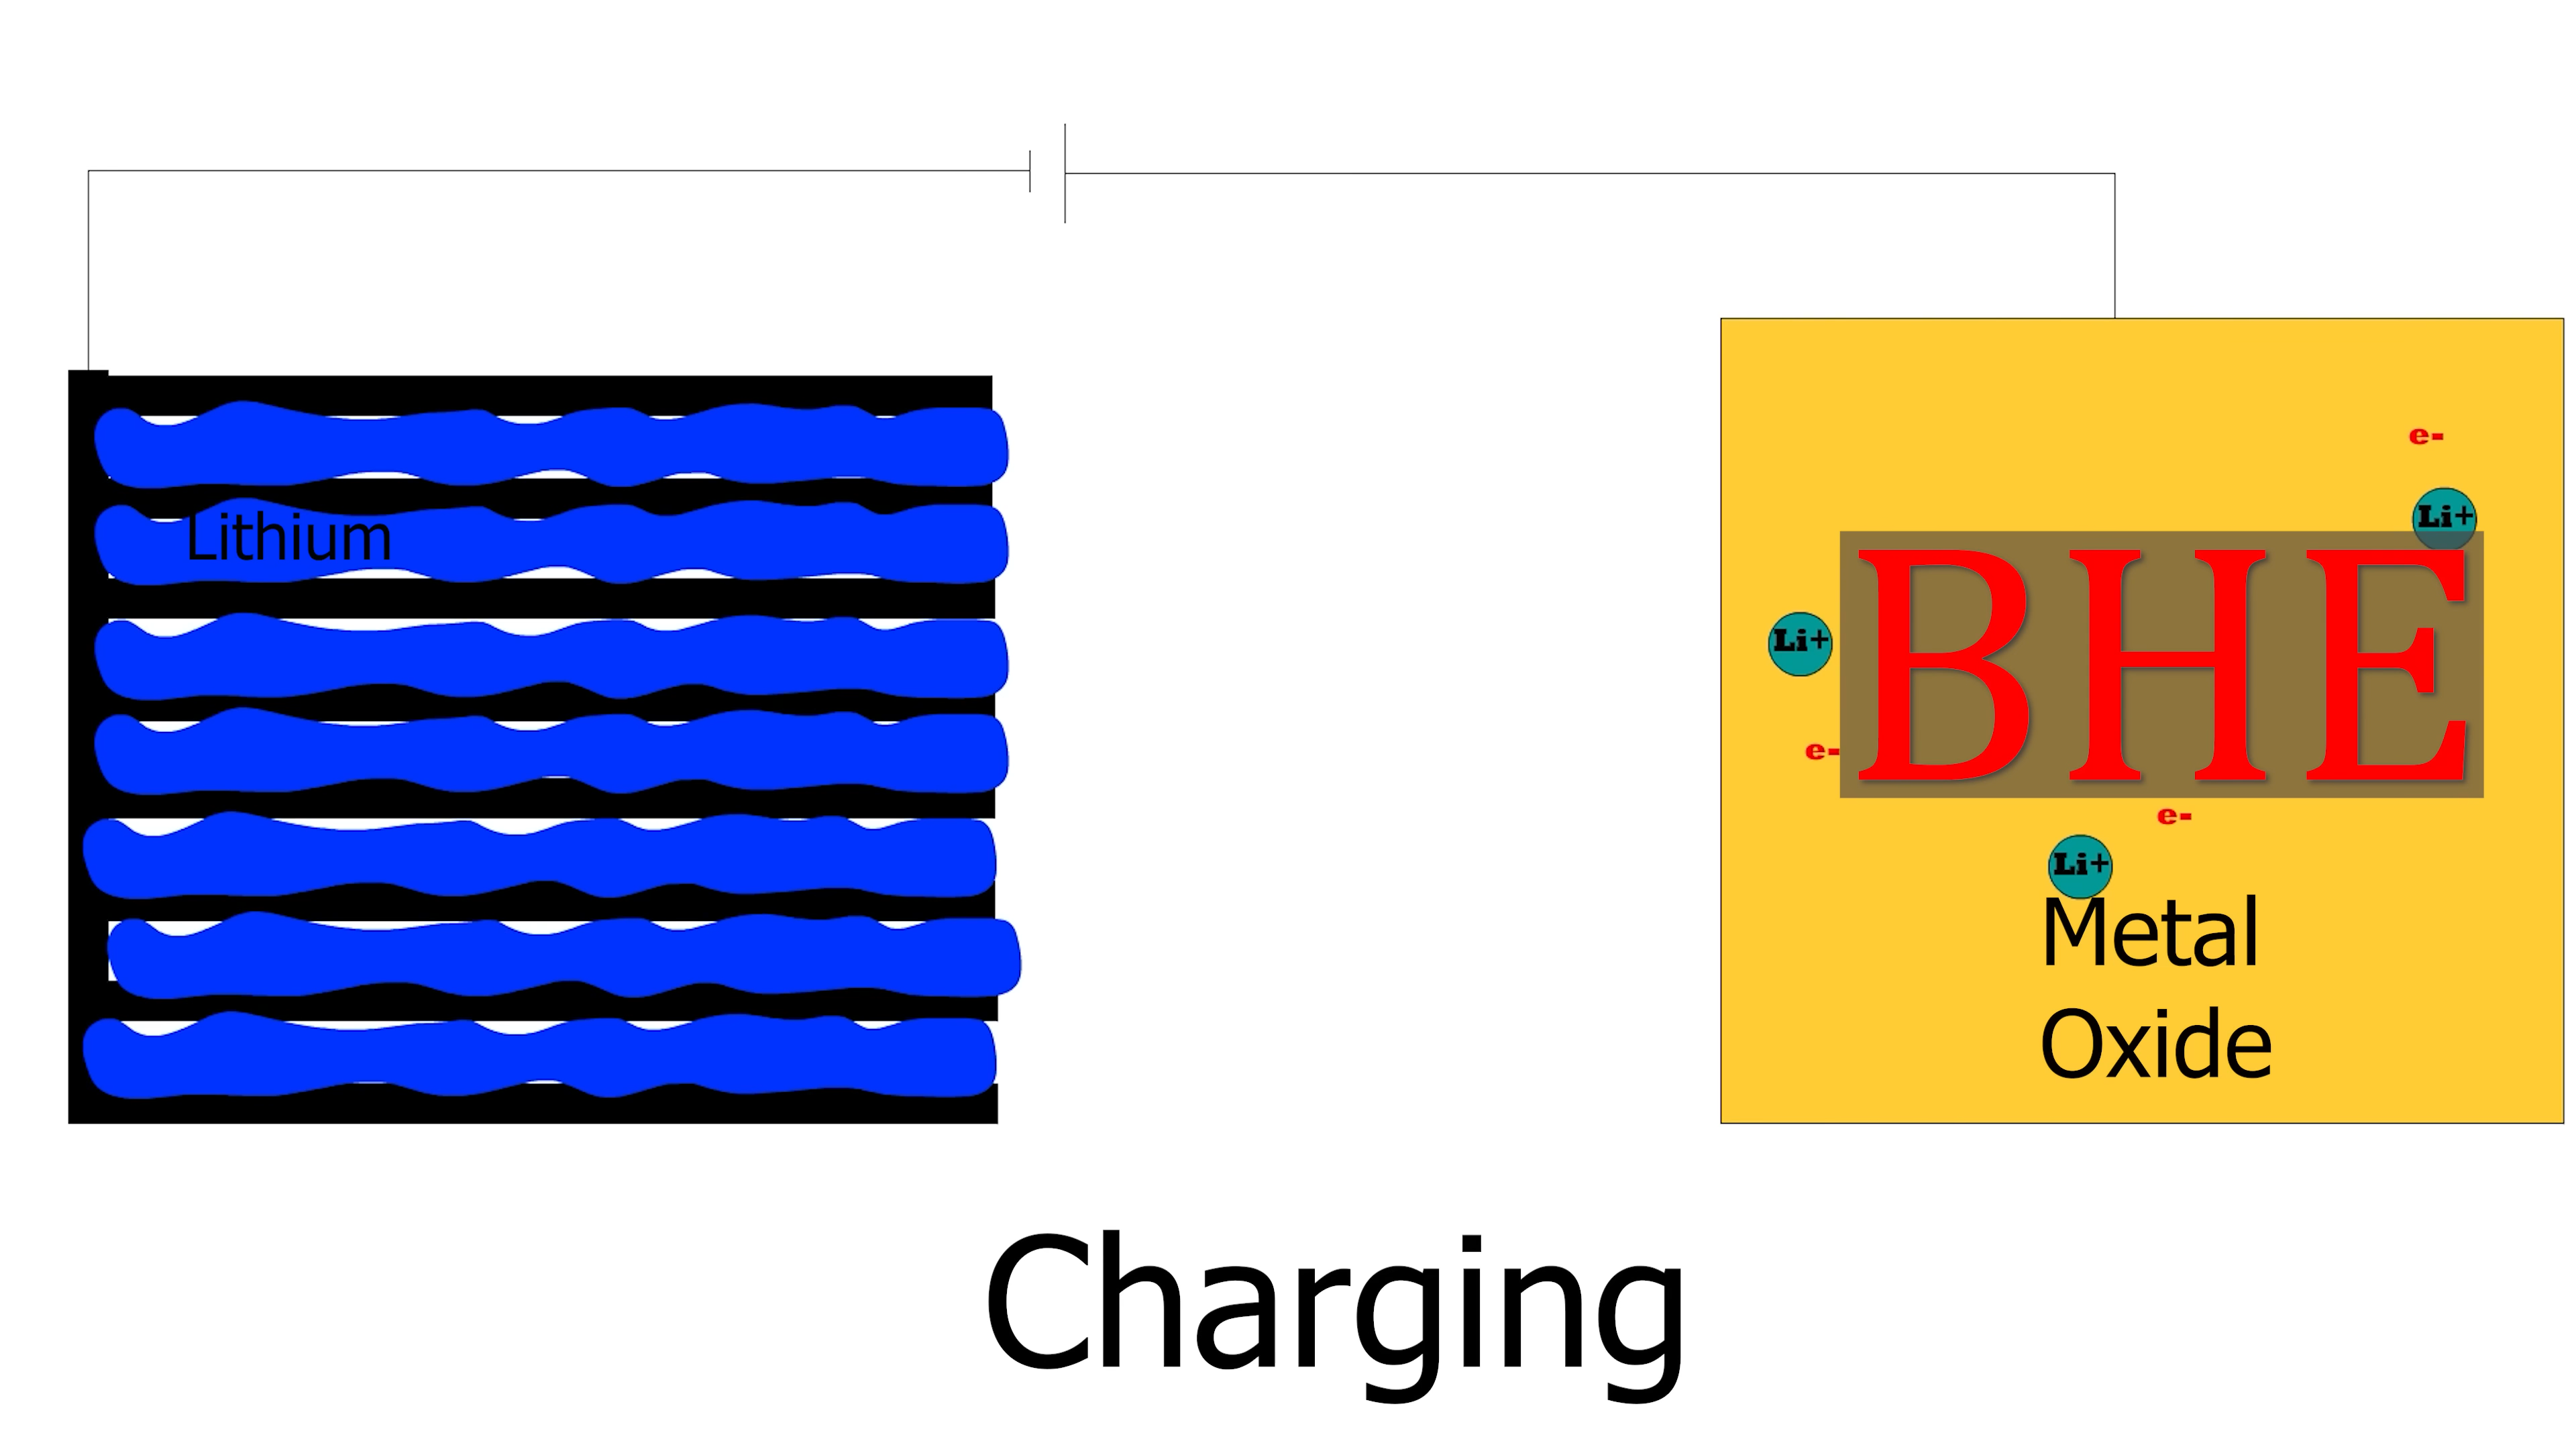 e-
Li+
Lithium
BHE
Li+
e-
e-
Li+
Metal
Oxide
Charging